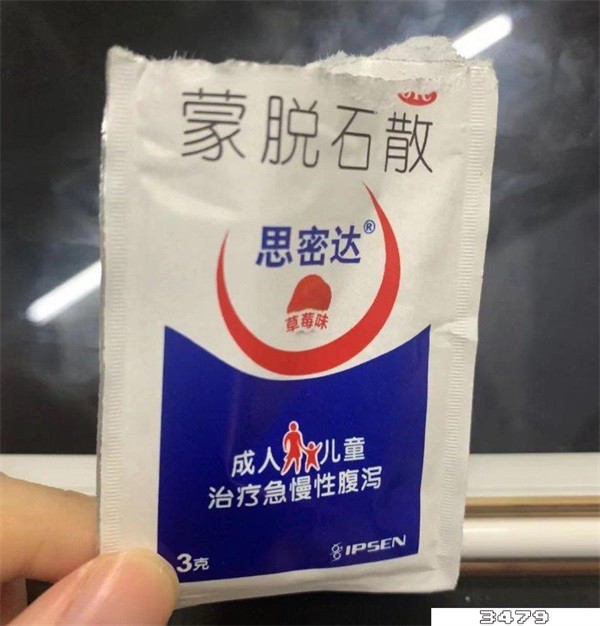 OTC
蒙脱石散
思密达®
草莓味
成人儿童
治疗急慢性腹泻
3克
IPSEN
3479